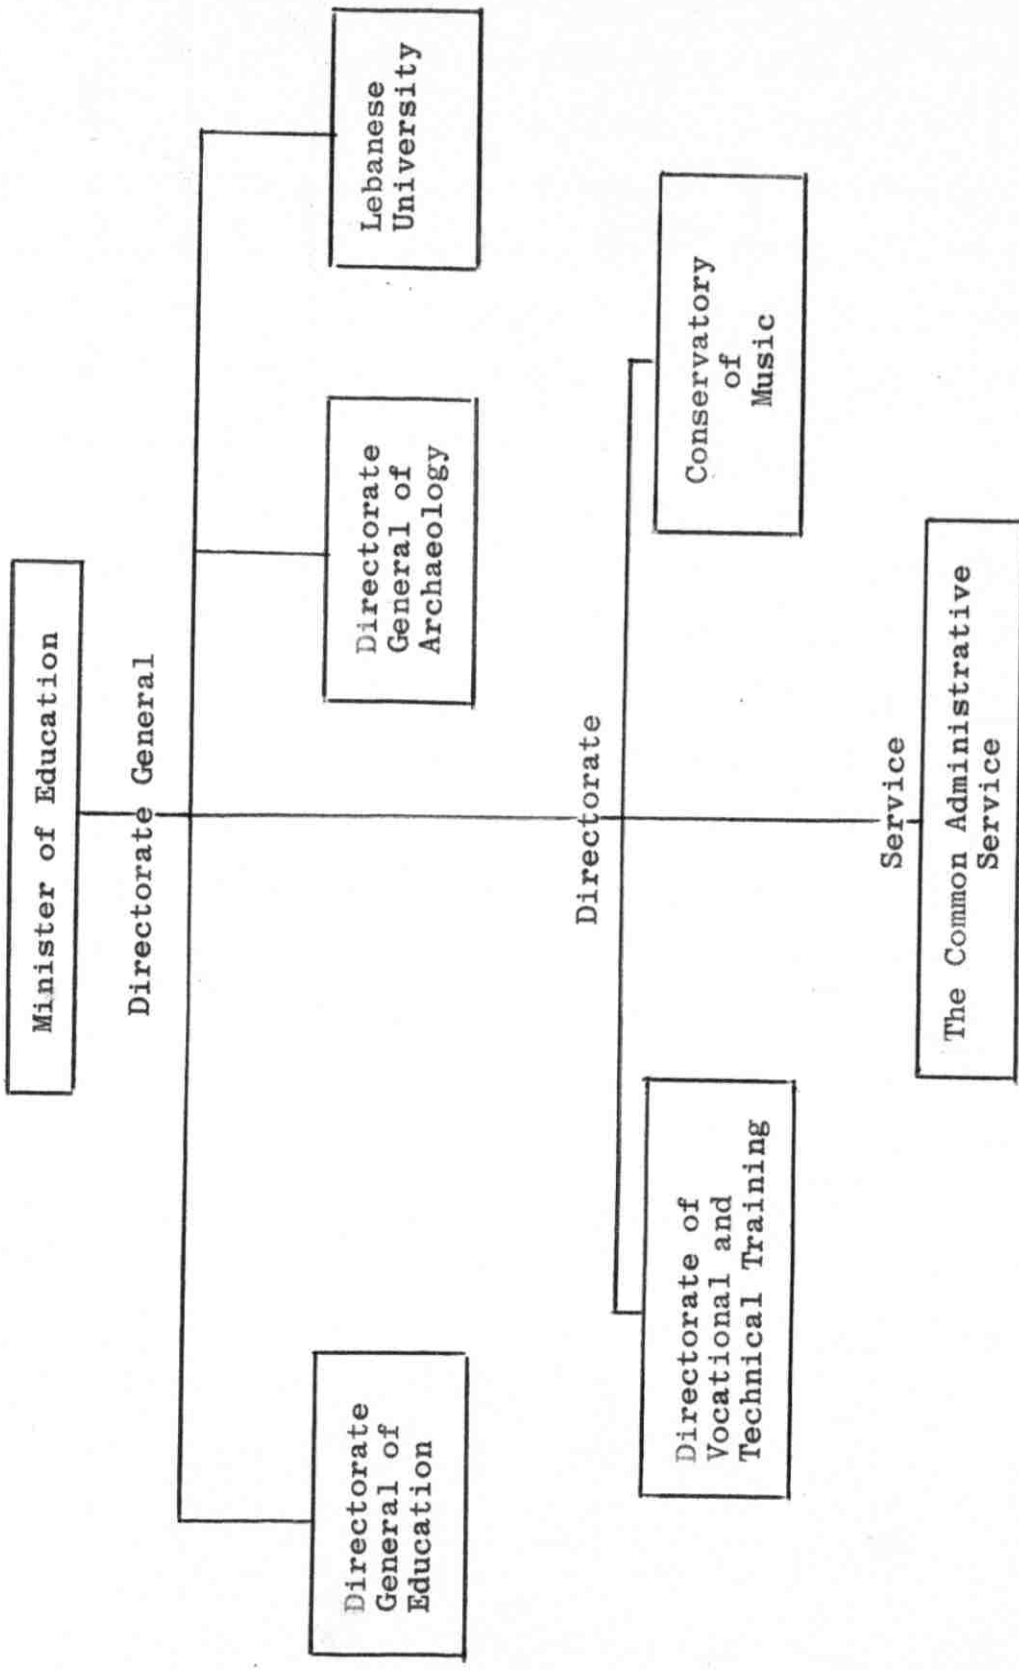 Minister of Education
Directorate General
Directorate
General of
Education
Directorate
General of
Archaeology
Lebanese
University
Directorate
Directorate of
Vocational and
Technical Training
Conservatory
of
Music
Service
The Common Administrative
Service